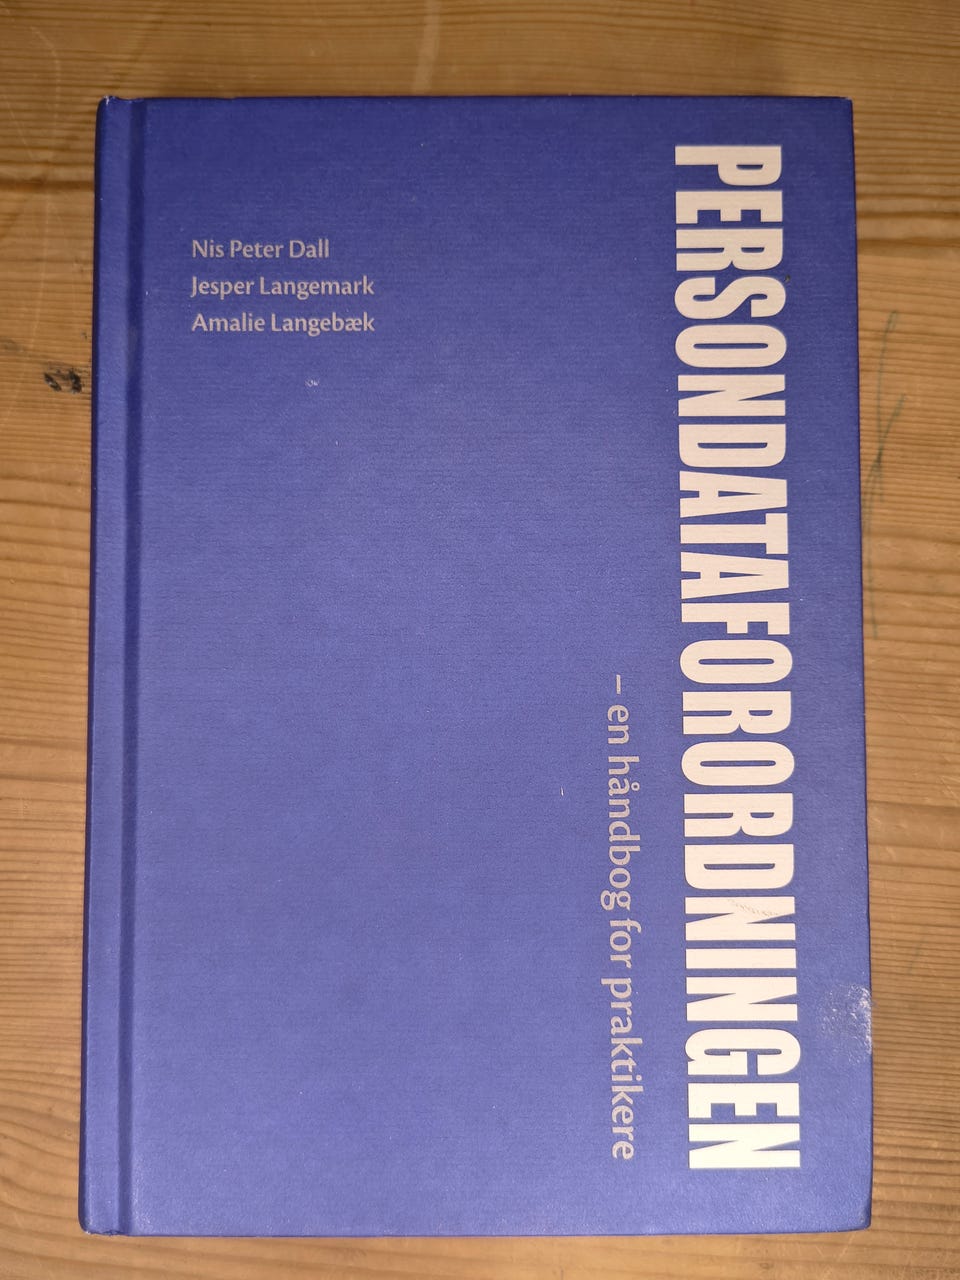 Nis Peter Dall
Jesper Langemark
Amalie Langebæk
PERSONDATAFORORDNINGEN
– en håndbog for praktikere